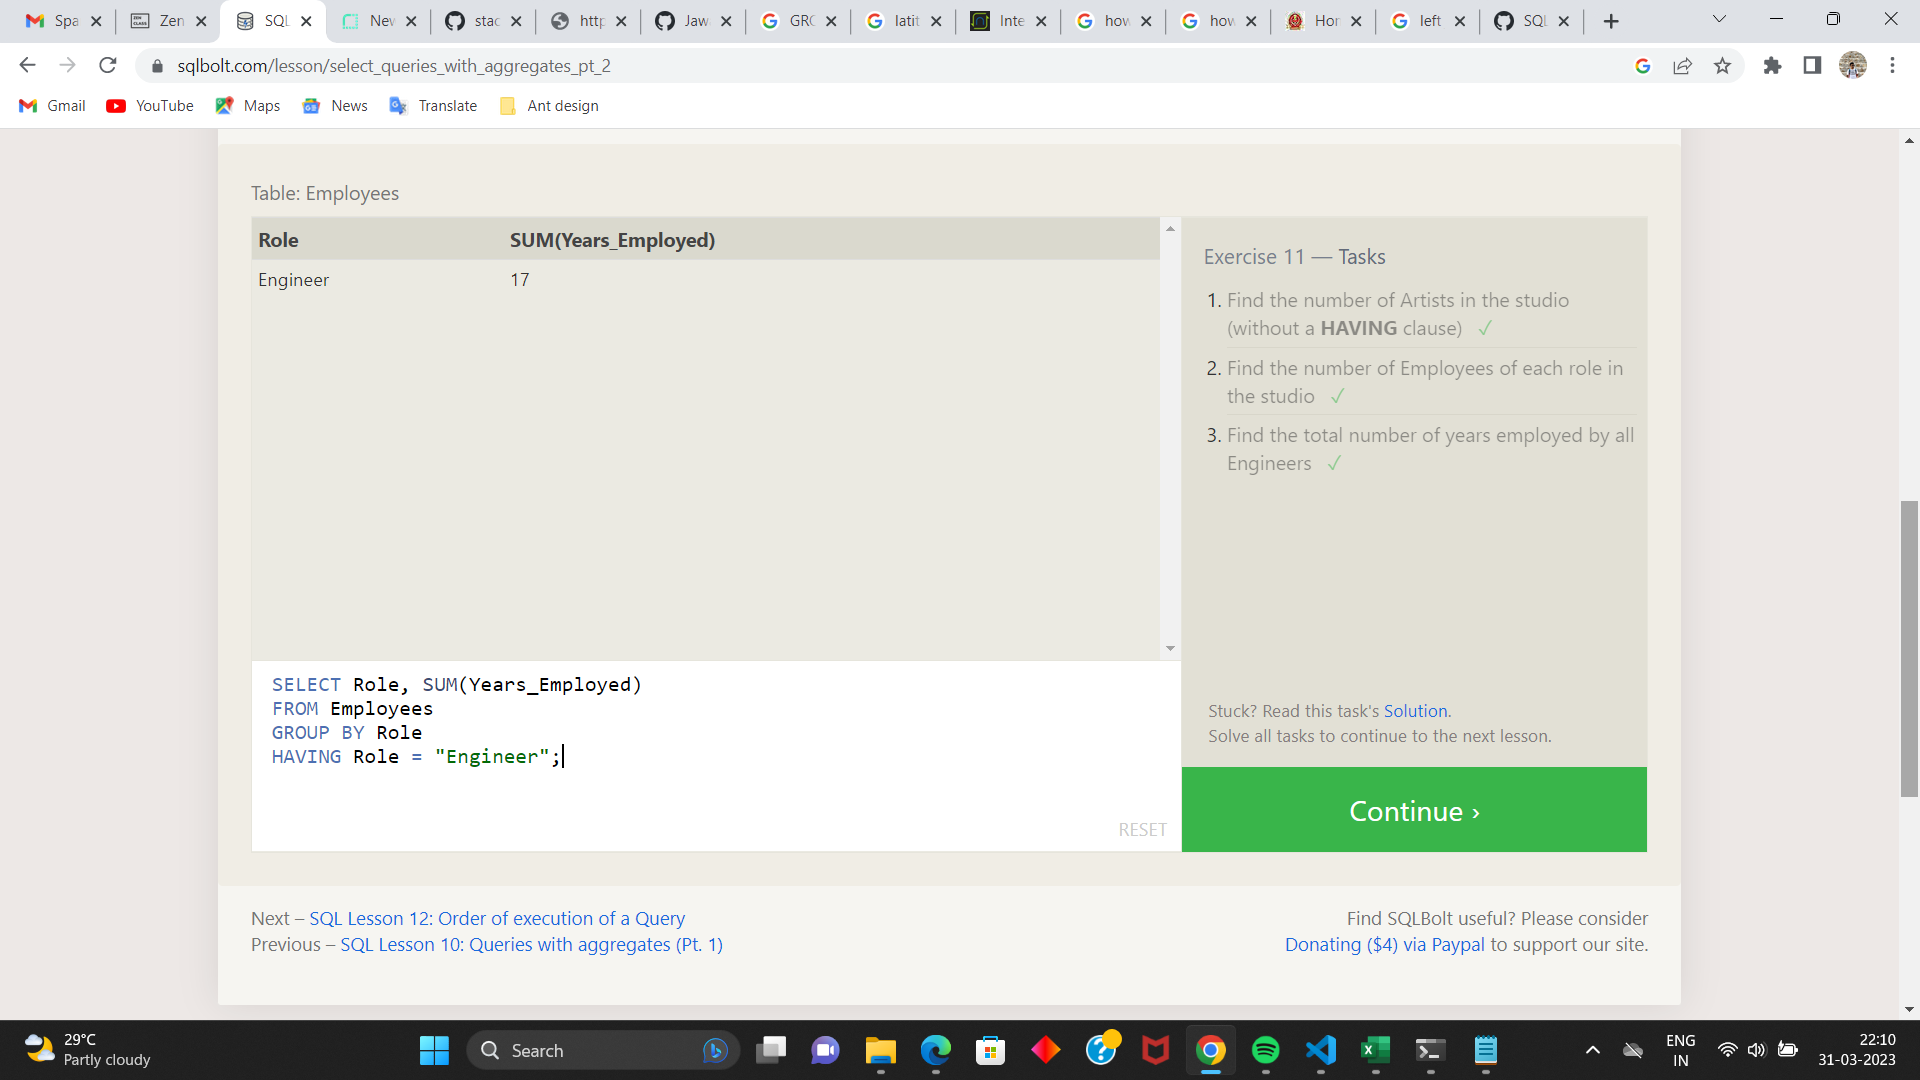 Spa
Zen
SQL
New
stac
http
Jaw
GRO
latit
Inte
how
how
Hor
left
SQL
sqlbolt.com/lesson/select_queries_with_aggregates_pt_2
Gmail
YouTube
Maps
News
Translate
Ant design
Table: Employees
Role SUM(Years_Employed)
Engineer 17
Exercise 11 — Tasks
1. Find the number of Artists in the studio
(without a HAVING clause) ✓
2. Find the number of Employees of each role in
the studio ✓
3. Find the total number of years employed by all
Engineers ✓
SELECT Role, SUM(Years_Employed)
FROM Employees
GROUP BY Role
HAVING Role = "Engineer";
RESET
Stuck? Read this task's Solution.
Solve all tasks to continue to the next lesson.
Continue ›
Next – SQL Lesson 12: Order of execution of a Query
Previous – SQL Lesson 10: Queries with aggregates (Pt. 1)
Find SQLBolt useful? Please consider
Donating ($4) via Paypal to support our site.
29°C
Partly cloudy
Search
ENG
IN
22:10
31-03-2023